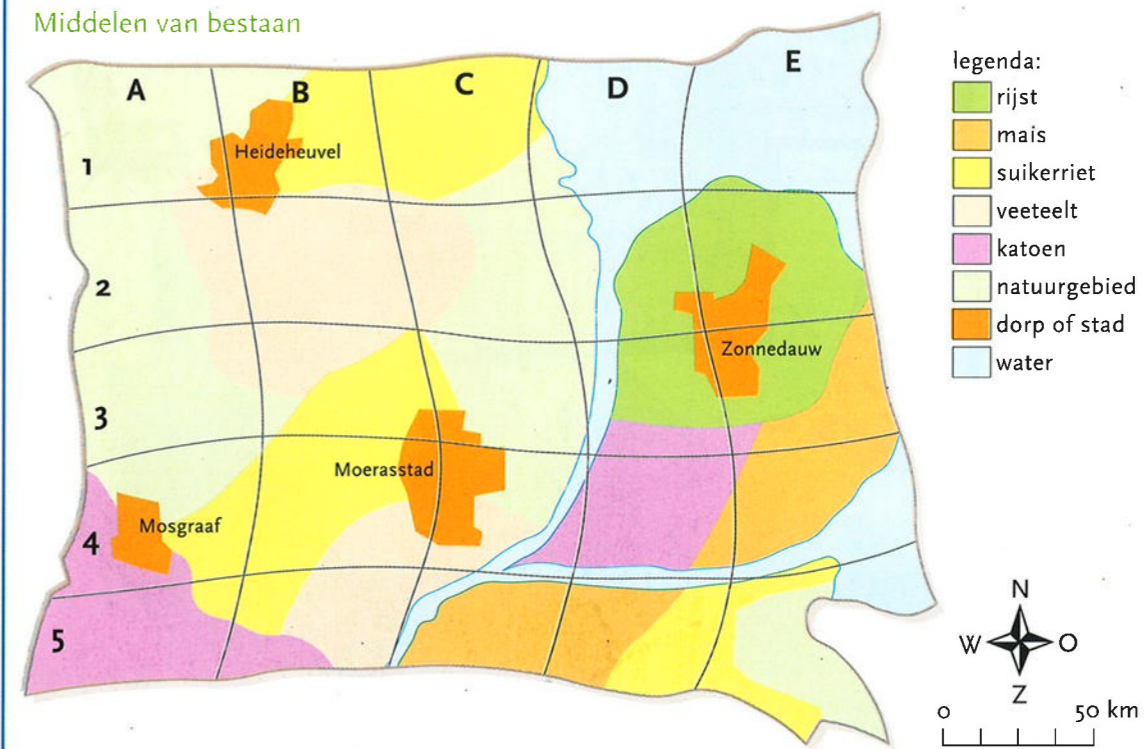 Middelen van bestaan
A
B
C
D
E
1
2
3
4
5
Heideheuvel
Zonnedauw
Moerasstad
Mosgraaf
legenda:
rijst
mais
suikerriet
veeteelt
katoen
natuurgebied
dorp of stad
water
N
W
O
Z
0 50 km